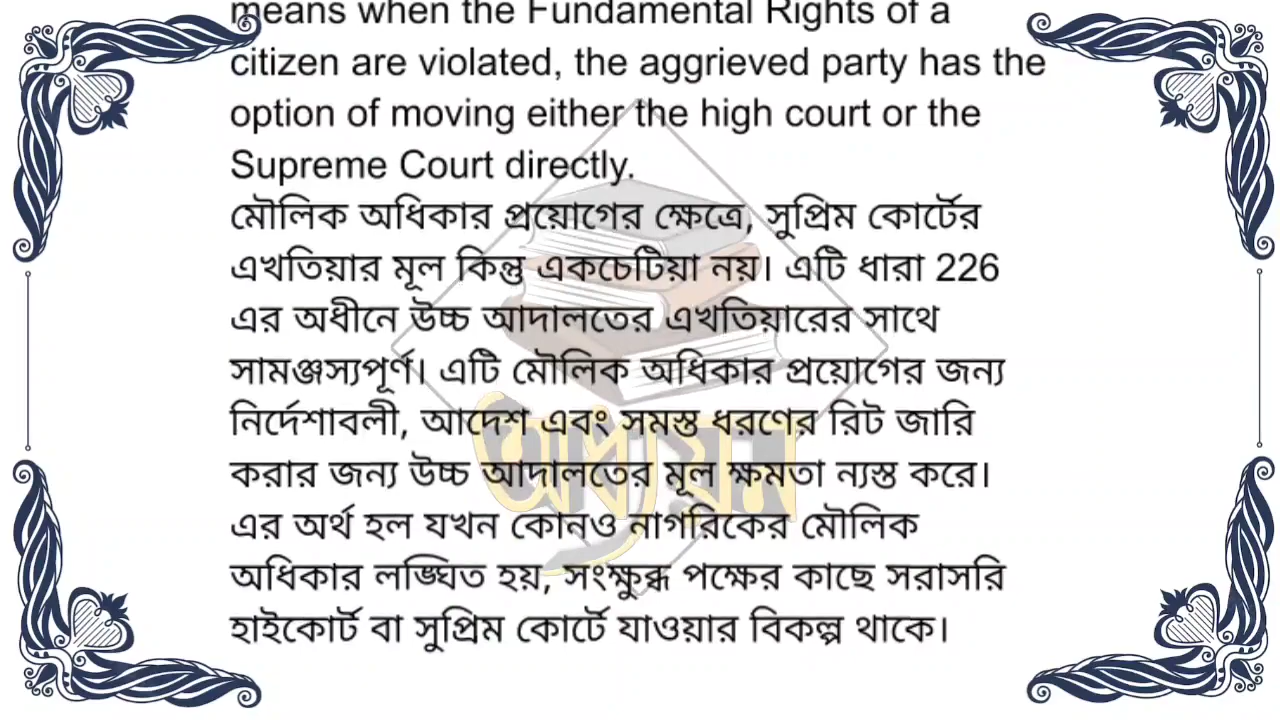 means when the Fundamental Rights of a
citizen are violated, the aggrieved party has the
option of moving either the high court or the
Supreme Court directly.
মৌলিক অধিকার প্রয়োগের ক্ষেত্রে, সুপ্রিম কোর্টের
এখতিয়ার মূল কিন্তু একচেটিয়া নয়। এটি ধারা 226
এর অধীনে উচ্চ আদালতের এখতিয়ারের সাথে
সামঞ্জস্যপূর্ণ। এটি মৌলিক অধিকার প্রয়োগের জন্য
নির্দেশাবলী, আদেশ এবং সমস্ত ধরণের রিট জারি
করার জন্য উচ্চ আদালতের মূল ক্ষমতা ন্যস্ত করে।
এর অর্থ হল যখন কোনও নাগরিকের মৌলিক
অধিকার লঙ্ঘিত হয়, সংক্ষুব্ধ পক্ষের কাছে সরাসরি
হাইকোর্ট বা সুপ্রিম কোর্টে যাওয়ার বিকল্প থাকে।
অধ্যয়ন